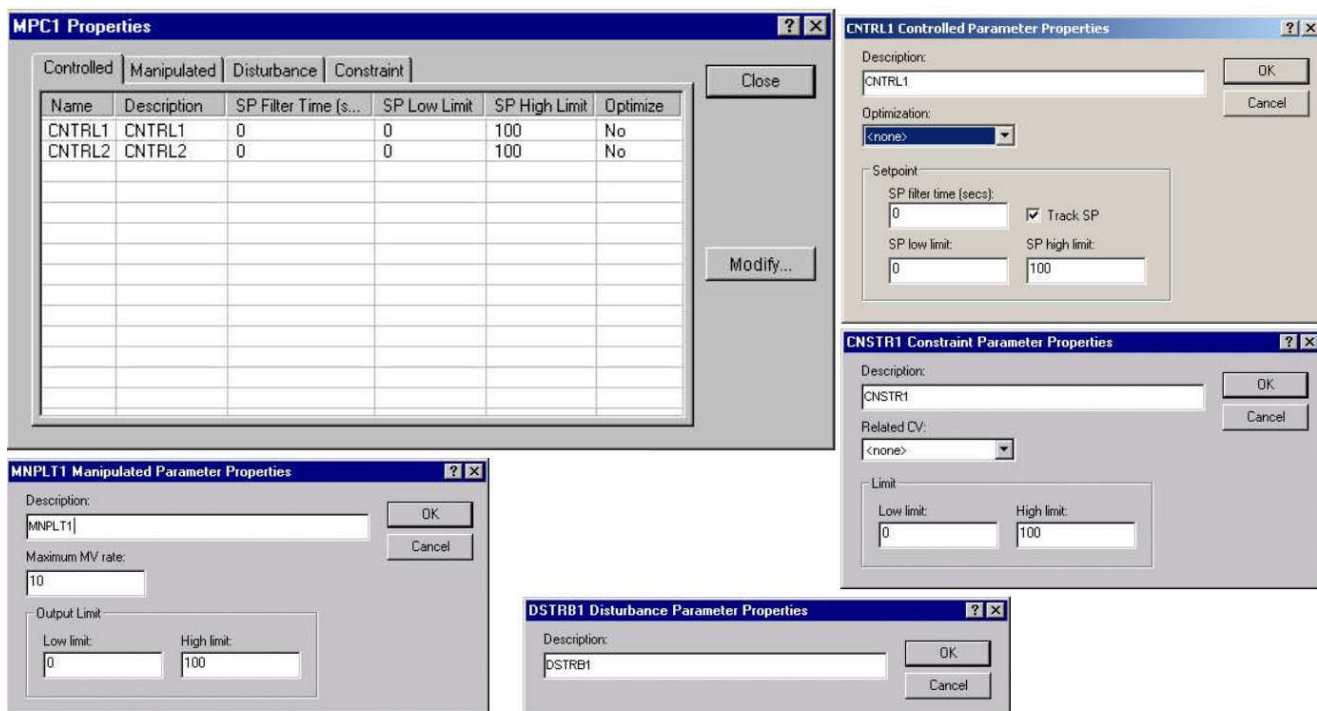 MPC1 Properties
Controlled Manipulated Disturbance Constraint
Close
Name Description SP Filter Time (s... SP Low Limit SP High Limit Optimize
CNTRL1 CNTRL1 0 0 100 No
CNTRL2 CNTRL2 0 0 100 No
Modify...
CNTRL1 Controlled Parameter Properties
Description:
CNTRL1
OK
Cancel
Optimization:
<none>
Setpoint
SP filter time (secs):
0
Track SP
SP low limit: SP high limit:
0 100
CNSTR1 Constraint Parameter Properties
Description:
CNSTR1
OK
Cancel
Related CV:
<none>
Limit
Low limit: High limit:
0 100
MNPLT1 Manipulated Parameter Properties
Description:
MNPLT1
OK
Cancel
Maximum MV rate:
10
Output Limit
Low limit: High limit:
0 100
DSTRB1 Disturbance Parameter Properties
Description:
DSTRB1
OK
Cancel